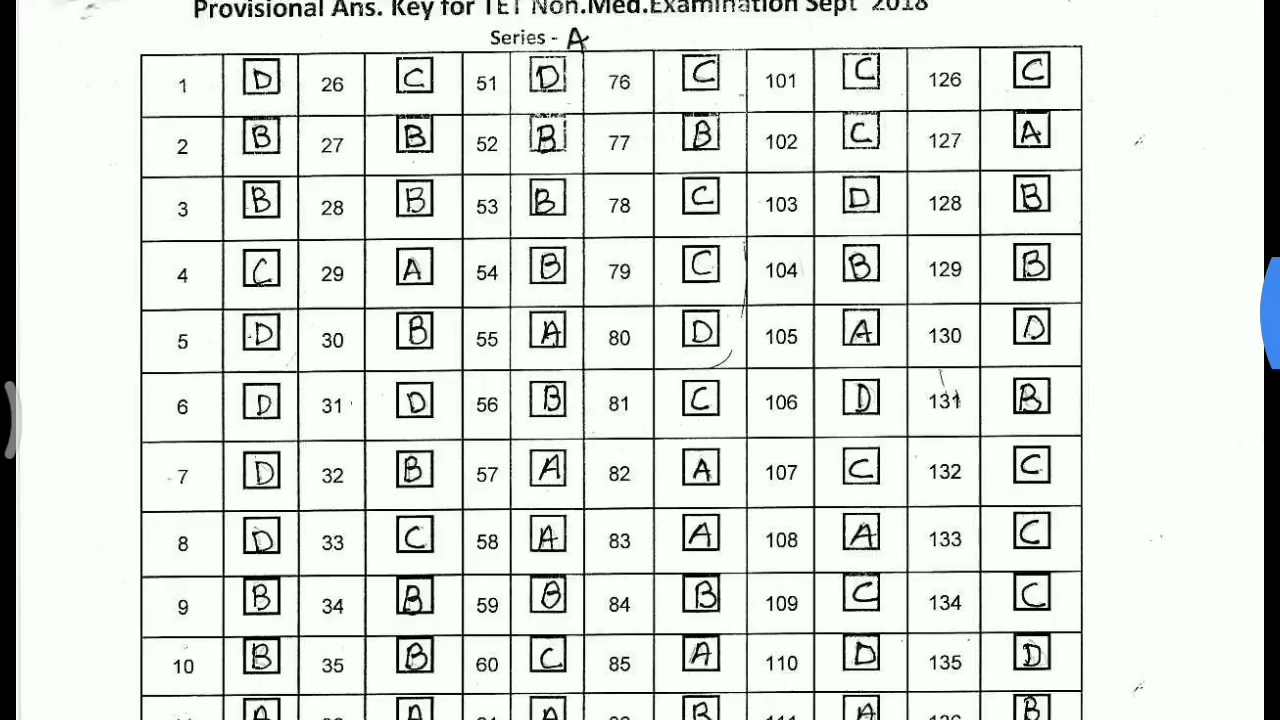 Provisional Ans. Key for TET Non.Med.Examination Sept 2018
Series - A
1 D 26 C 51 D 76 C 101 C 126 C
2 B 27 B 52 B 77 B 102 C 127 A
3 B 28 B 53 B 78 C 103 D 128 B
4 C 29 A 54 B 79 C 104 B 129 B
5 D 30 B 55 A 80 D 105 A 130 D
6 D 31 D 56 B 81 C 106 D 131 B
7 D 32 B 57 A 82 A 107 C 132 C
8 D 33 C 58 A 83 A 108 A 133 C
9 B 34 B 59 B 84 B 109 C 134 C
10 B 35 B 60 C 85 A 110 D 135 D
A A A B 111 A B